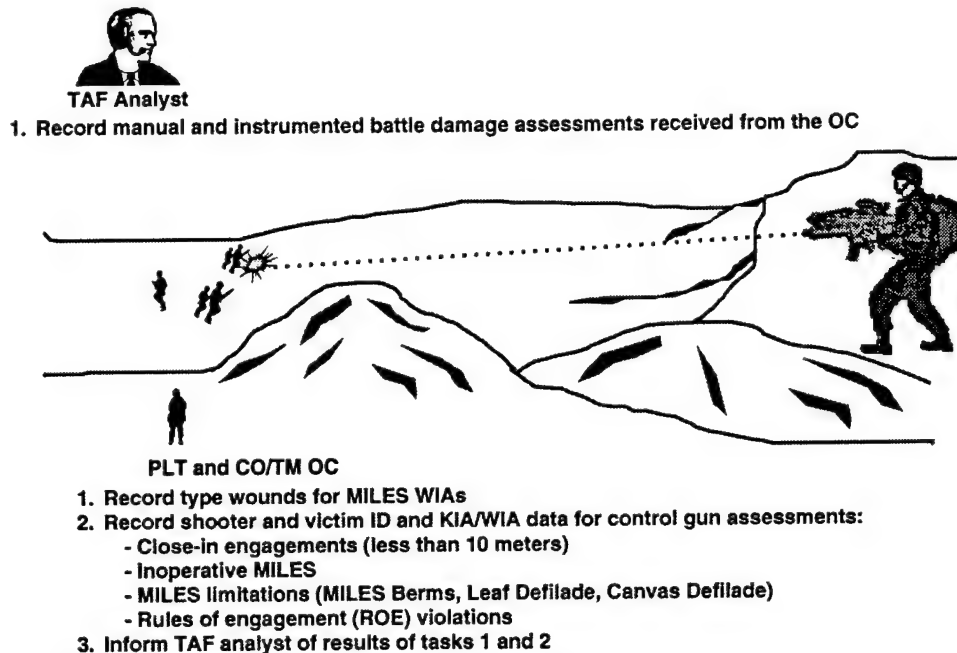 TAF Analyst
1. Record manual and instrumented battle damage assessments received from the OC
PLT and CO/TM OC
1. Record type wounds for MILES WIAs
2. Record shooter and victim ID and KIA/WIA data for control gun assessments:
- Close-in engagements (less than 10 meters)
- Inoperative MILES
- MILES limitations (MILES Berms, Leaf Defilade, Canvas Defilade)
- Rules of engagement (ROE) violations
3. Inform TAF analyst of results of tasks 1 and 2